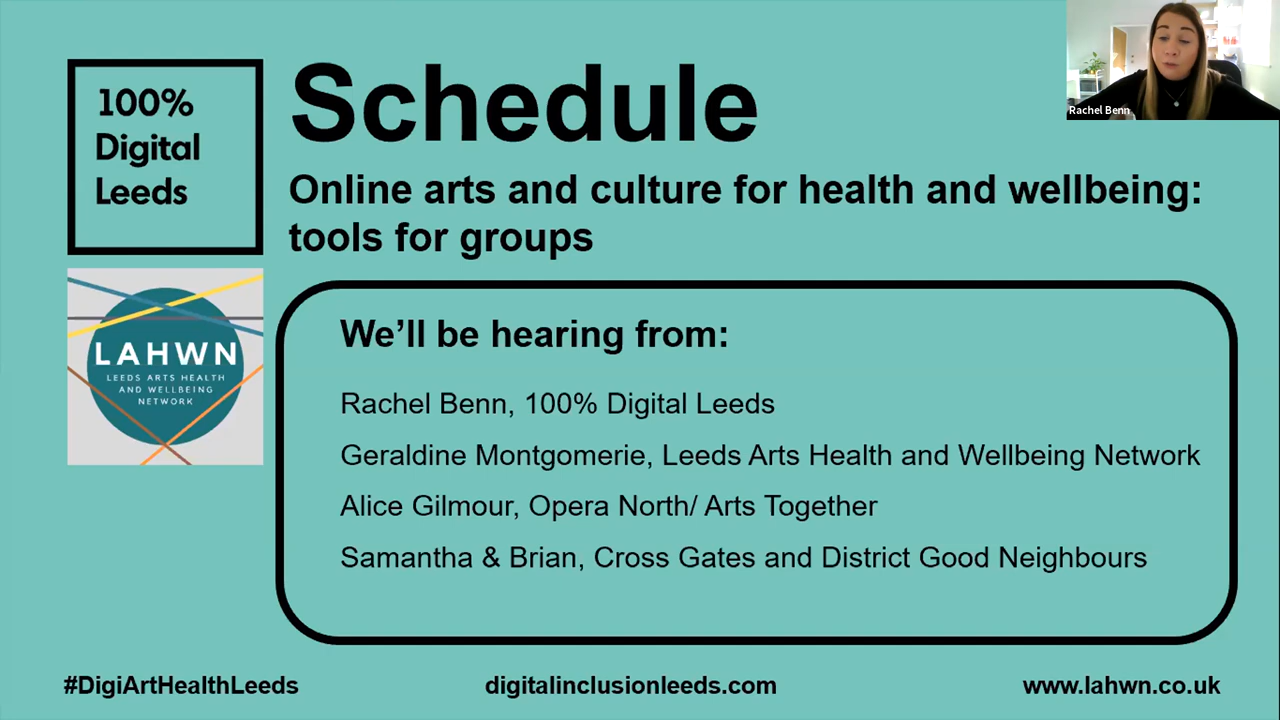 100%
Digital
Leeds
Schedule
Rachel Benn
Online arts and culture for health and wellbeing:
tools for groups
LAHWN
LEEDS ARTS HEALTH
AND WELLBEING
NETWORK
We’ll be hearing from:
Rachel Benn, 100% Digital Leeds
Geraldine Montgomerie, Leeds Arts Health and Wellbeing Network
Alice Gilmour, Opera North/ Arts Together
Samantha & Brian, Cross Gates and District Good Neighbours
#DigiArtHealthLeeds
digitalinclusionleeds.com
www.lahwn.co.uk